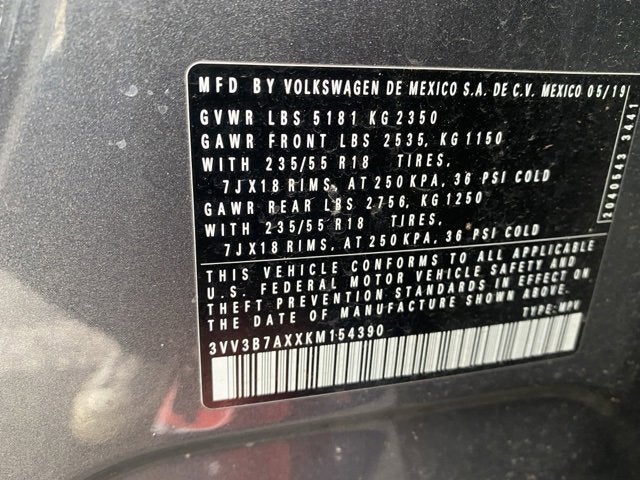 MFD BY VOLKSWAGEN DE MEXICO S.A. DE C.V. MEXICO 05/19
GVWR LBS 5181 KG 2350
GAWR FRONT LBS 2535, KG 1150
WITH 235/55 R18 TIRES,
7JX18 RIMS, AT 250 KPA, 36 PSI COLD
GAWR REAR LBS 2756, KG 1250
WITH 235/55 R18 TIRES,
7JX18 RIMS, AT 250 KPA, 36 PSI COLD
THIS VEHICLE CONFORMS TO ALL APPLICABLE
U.S. FEDERAL MOTOR VEHICLE SAFETY AND
THEFT PREVENTION STANDARDS IN EFFECT ON
THE DATE OF MANUFACTURE SHOWN ABOVE.
3VV3B7AXXKM154390 TYPE: MPV
2040513 3441